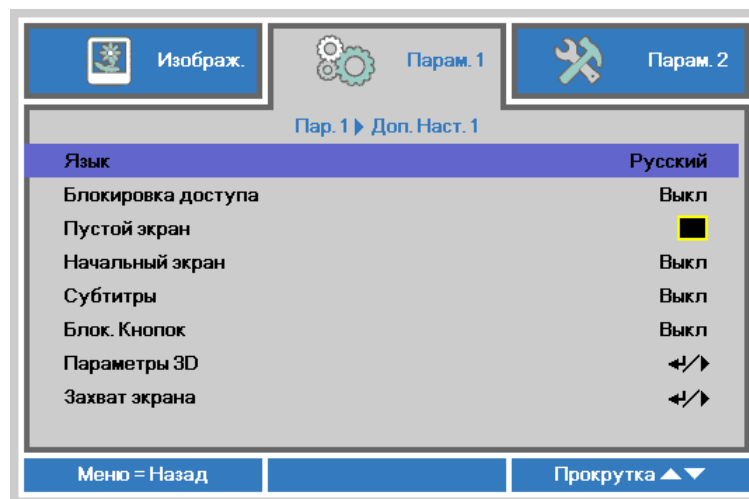 Изображ. Парам. 1 Парам. 2
Пар. 1 Доп. Наст. 1
Язык Русский
Блокировка доступа Выкл
Пустой экран
Начальный экран Выкл
Субтитры Выкл
Блок. Кнопок Выкл
Параметры 3D
Захват экрана
Меню = Назад Прокрутка